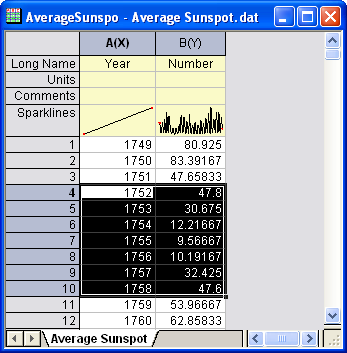 AverageSunspo - Average Sunspot.dat
A(X) B(Y)
Long Name Year Number
Units
Comments
Sparklines
1 1749 80.925
2 1750 83.39167
3 1751 47.65833
4 1752 47.8
5 1753 30.675
6 1754 12.21667
7 1755 9.56667
8 1756 10.19167
9 1757 32.425
10 1758 47.6
11 1759 53.96667
12 1760 62.85833
Average Sunspot